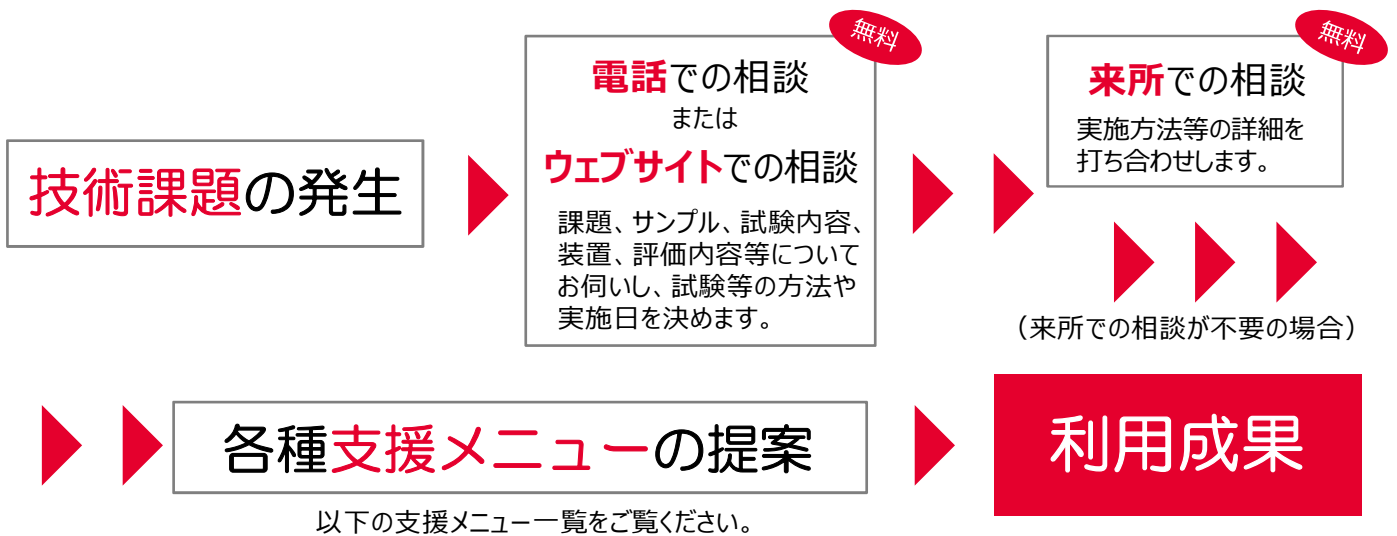 技術課題の発生
無料
電話での相談
または
ウェブサイトでの相談
課題、サンプル、試験内容、
装置、評価内容等について
お伺いし、試験等の方法や
実施日を決めます。
無料
来所での相談
実施方法等の詳細を
打ち合わせします。
（来所での相談が不要の場合）
各種支援メニューの提案
以下の支援メニュー一覧をご覧ください。
利用成果